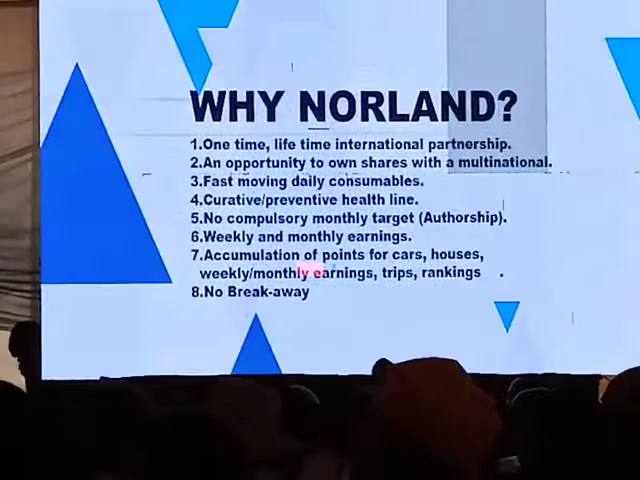 WHY NORLAND?
1.One time, life time international partnership.
2.An opportunity to own shares with a multinational.
3.Fast moving daily consumables.
4.Curative/preventive health line.
5.No compulsory monthly target (Authorship).
6.Weekly and monthly earnings.
7.Accumulation of points for cars, houses,
weekly/monthly earnings, trips, rankings .
8.No Break-away